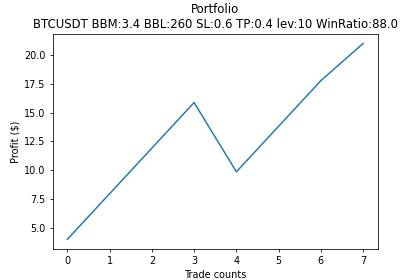 Portfolio
BTCUSDT BBM:3.4 BBL:260 SL:0.6 TP:0.4 lev:10 WinRatio:88.0
20.0
17.5
15.0
12.5
10.0
7.5
5.0
Profit ($)
0 1 2 3 4 5 6 7
Trade counts